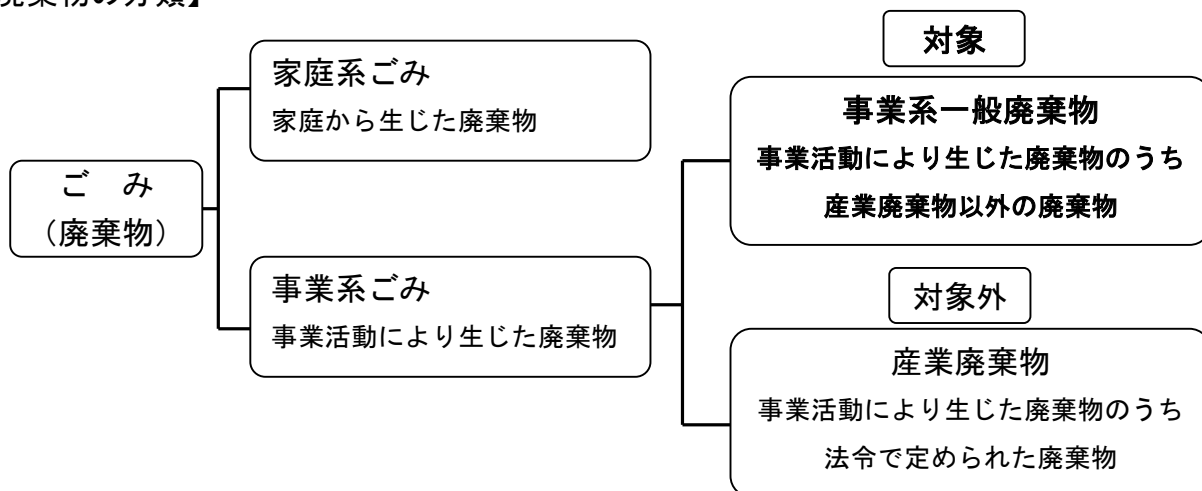 廃棄物の分類】
ご み
（廃棄物）
家庭系ごみ
家庭から生じた廃棄物
事業系ごみ
事業活動により生じた廃棄物
対象
事業系一般廃棄物
事業活動により生じた廃棄物のうち
産業廃棄物以外の廃棄物
対象外
産業廃棄物
事業活動により生じた廃棄物のうち
法令で定められた廃棄物